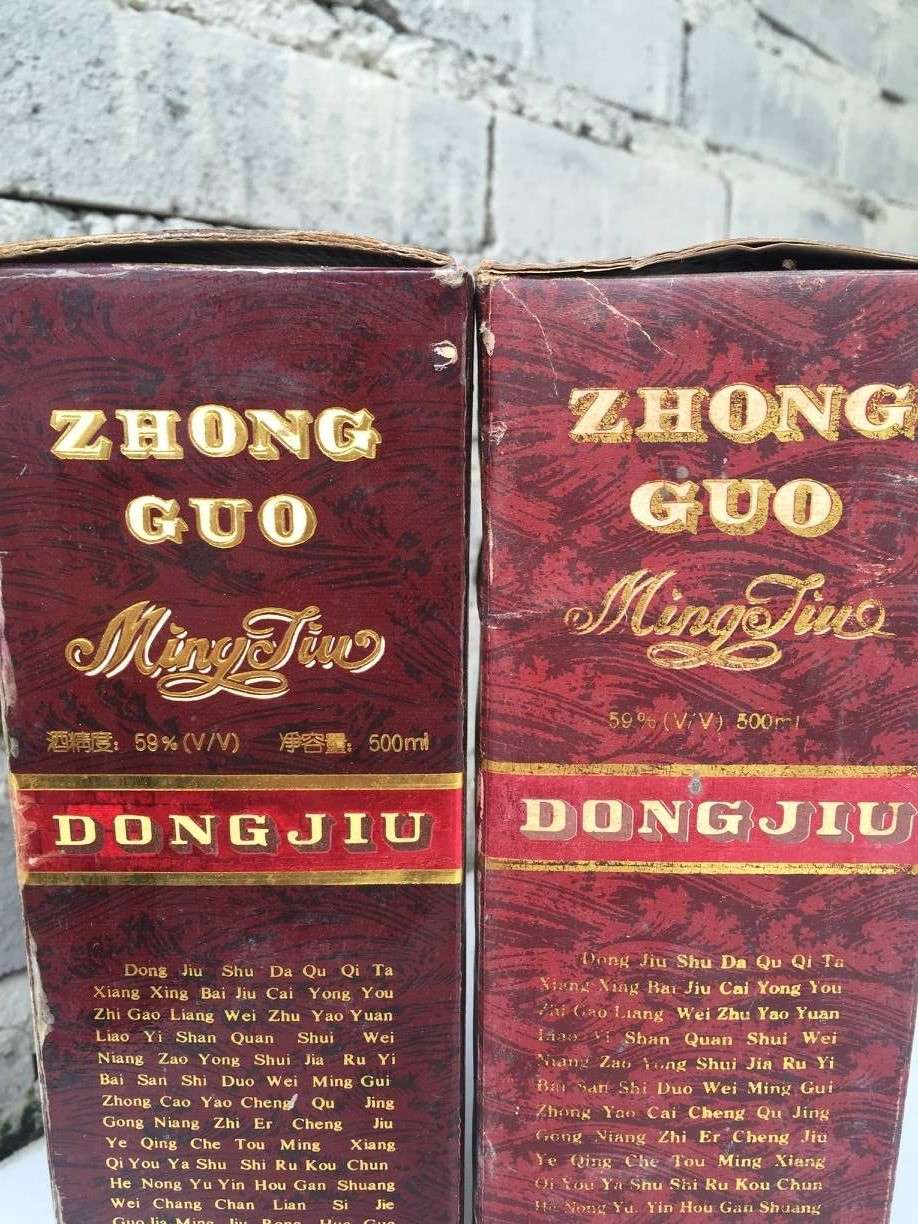 ZHONG
GUO
MingJiu
酒精度: 59%(V/V) 净容量: 500ml
DONGJIU
Dong Jiu Shu Da Qu Qi Ta
Xiang Xing Bai Jiu Cai Yong You
Zhi Gao Liang Wei Zhu Yao Yuan
Liao Yi Shan Quan Shui Wei
Niang Zao Yong Shui Jia Ru Yi
Bai San Shi Duo Wei Ming Gui
Zhong Cao Yao Cheng Qu Jing
Gong Niang Zhi Er Cheng Jiu
Ye Qing Che Tou Ming Xiang
Qi You Ya Shu Shi Ru Kou Chun
He Nong Yu Yin Hou Gan Shuang
Wei Chang Chan Lian Si Jie
Guo Jia Ming Jiu Rong Huo Guo
ZHONG
GUO
MingJiu
59%(V/V) 500ml
DONGJIU
Dong Jiu Shu Da Qu Qi Ta
Xiang Xing Bai Jiu Cai Yong You
Zhi Gao Liang Wei Zhu Yao Yuan
Liao Yi Shan Quan Shui Wei
Niang Zao Yong Shui Jia Ru Yi
Bai San Shi Duo Wei Ming Gui
Zhong Yao Cai Cheng Qu Jing
Gong Niang Zhi Er Cheng Jiu
Ye Qing Che Tou Ming Xiang
Qi You Ya Shu Shi Ru Kou Chun
He Nong Yu. Yin Hou Gan Shuang